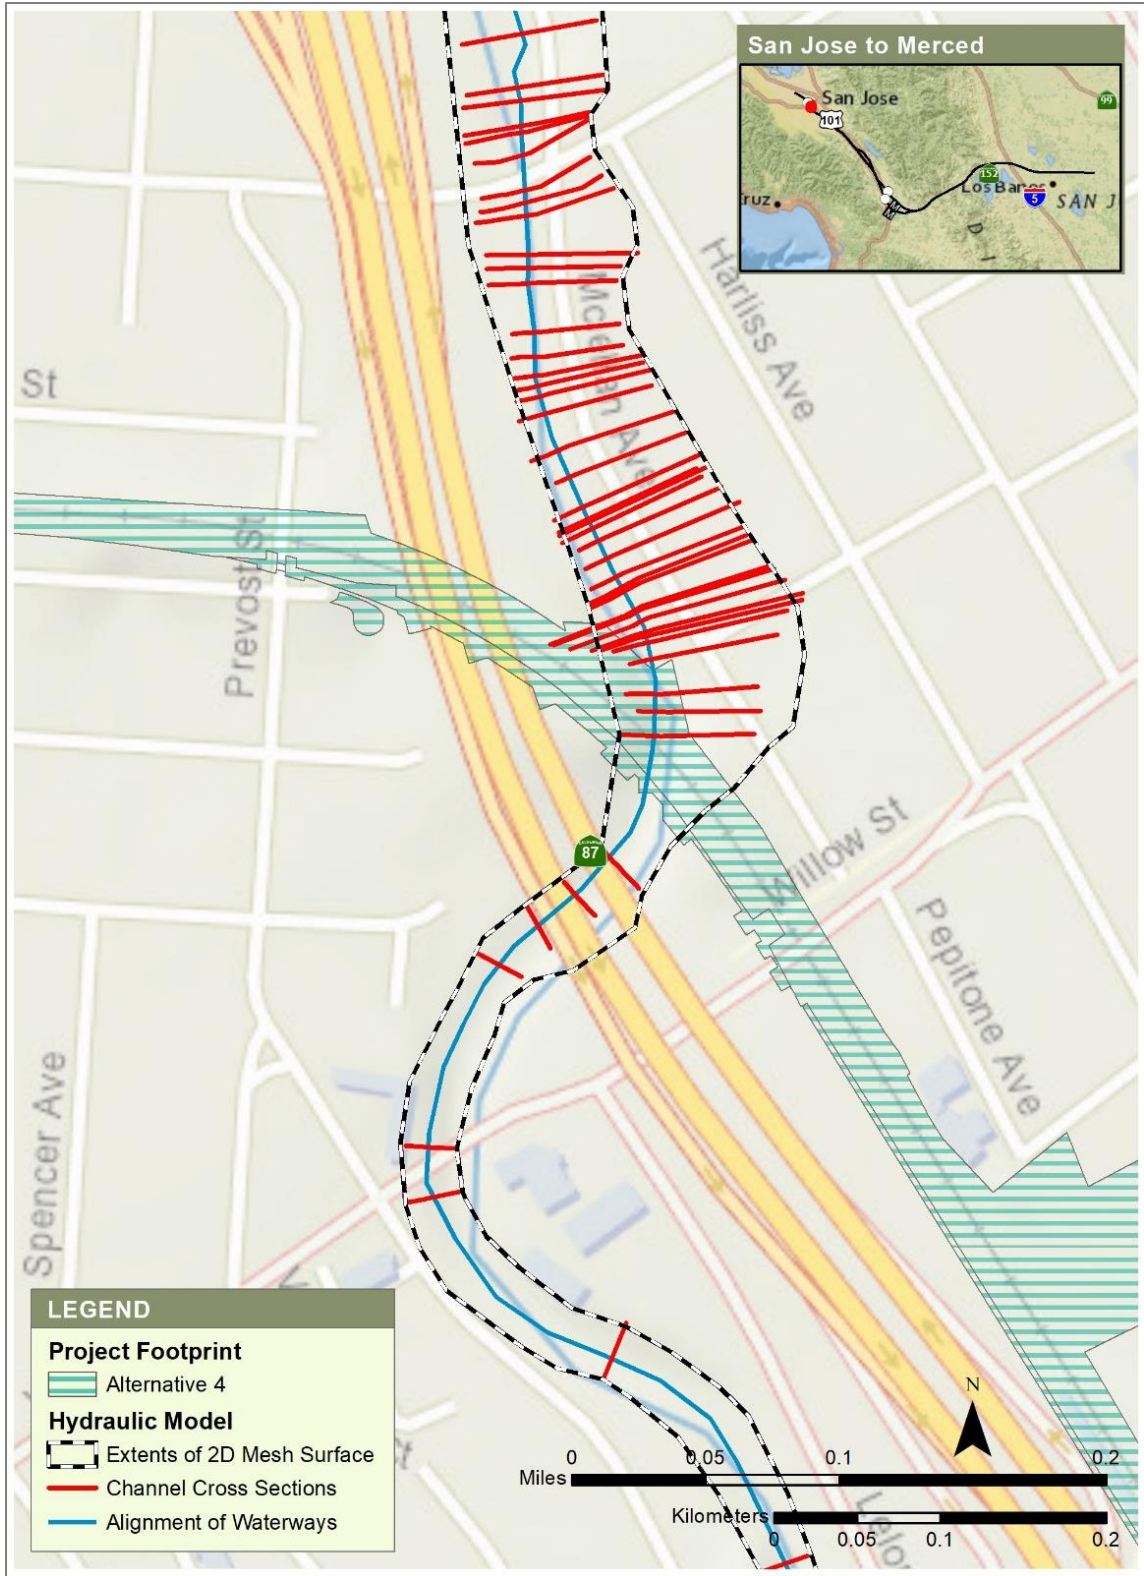 San Jose to Merced
San Jose
101
99
152
Los Banos
5
SAN J
ruz
D I
Harliss Ave
Mclellan Ave
St
Prevost St
87
Willow St
Pepitone Ave
Spencer Ave
LEGEND
Project Footprint
Alternative 4
Hydraulic Model
Extents of 2D Mesh Surface
Channel Cross Sections
Alignment of Waterways
N
0 0.05 0.1 0.2
Miles
Kilometers
0 0.05 0.1 0.2